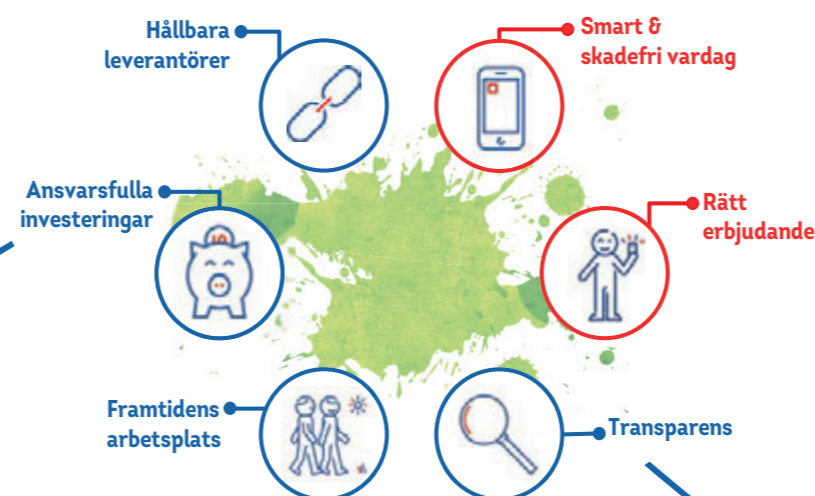 Hållbara
leverantörer
Smart &
skadefri vardag
Ansvarsfulla
investeringar
Rätt
erbjudande
Framtidens
arbetsplats
Transparens